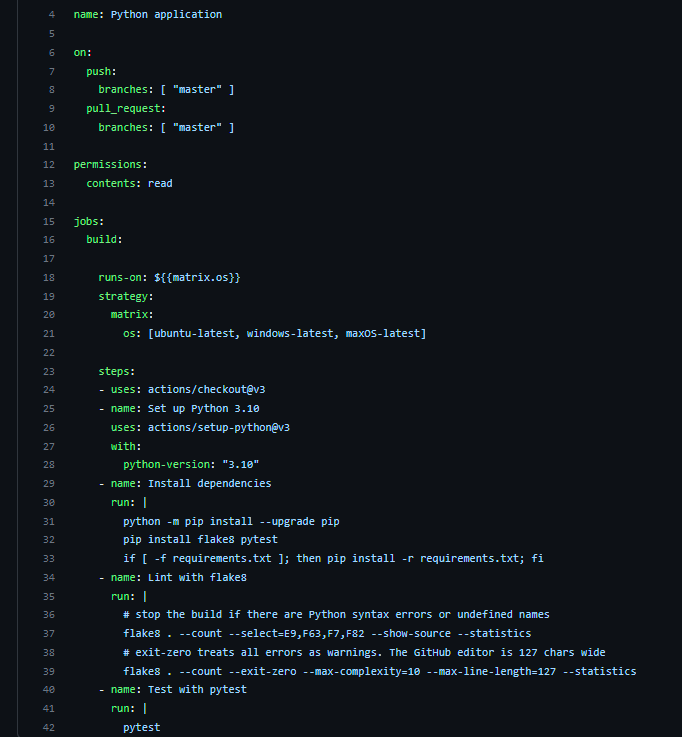 4 name: Python application
5
6 on:
7 push:
8 branches: [ "master" ]
9 pull_request:
10 branches: [ "master" ]
11
12 permissions:
13 contents: read
14
15 jobs:
16 build:
17
18 runs-on: ${{matrix.os}}
19 strategy:
20 matrix:
21 os: [ubuntu-latest, windows-latest, maxOS-latest]
22
23 steps:
24 - uses: actions/checkout@v3
25 - name: Set up Python 3.10
26 uses: actions/setup-python@v3
27 with:
28 python-version: "3.10"
29 - name: Install dependencies
30 run: |
31 python -m pip install --upgrade pip
32 pip install flake8 pytest
33 if [ -f requirements.txt ]; then pip install -r requirements.txt; fi
34 - name: Lint with flake8
35 run: |
36 # stop the build if there are Python syntax errors or undefined names
37 flake8 . --count --select=E9,F63,F7,F82 --show-source --statistics
38 # exit-zero treats all errors as warnings. The GitHub editor is 127 chars wide
39 flake8 . --count --exit-zero --max-complexity=10 --max-line-length=127 --statistics
40 - name: Test with pytest
41 run: |
42 pytest